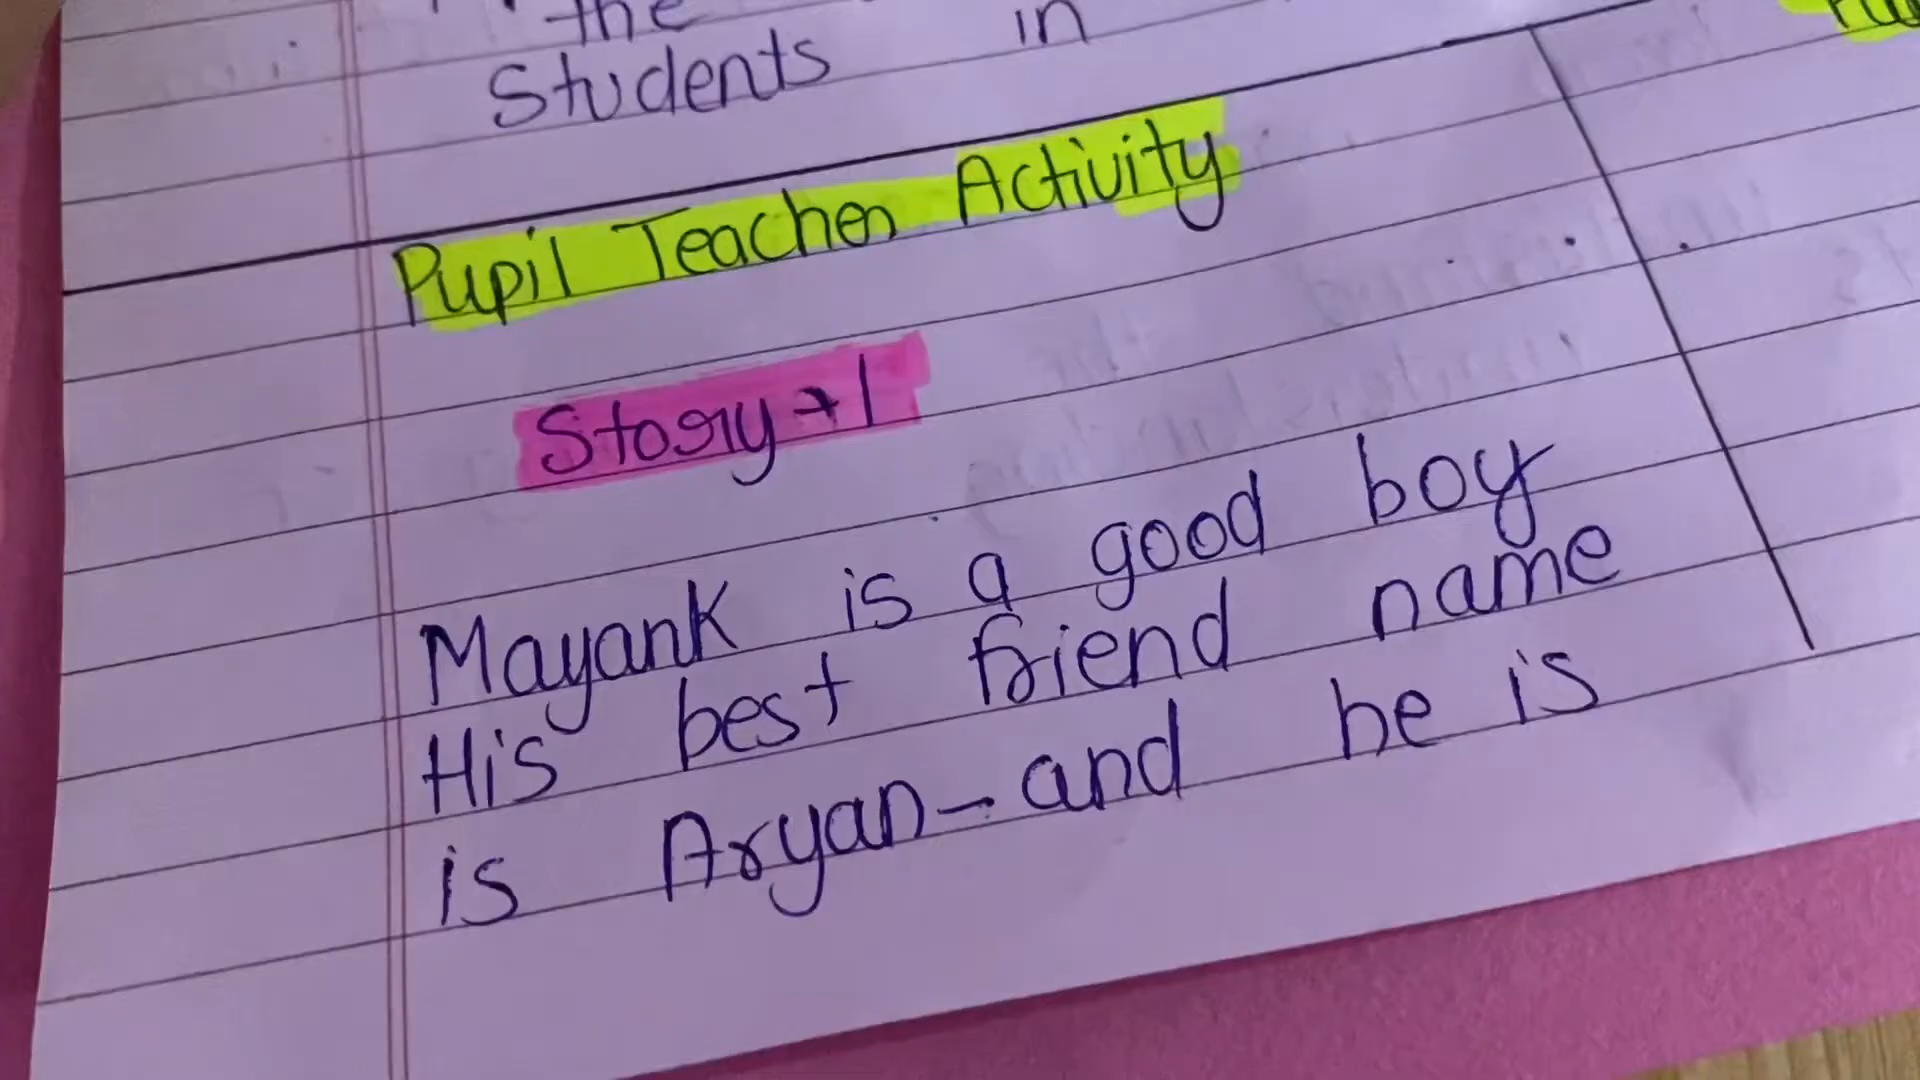 the
Students in
Pupil Teacher Activity
Story → 1
Mayank is a good boy
His best friend name
is Aryan - and he is